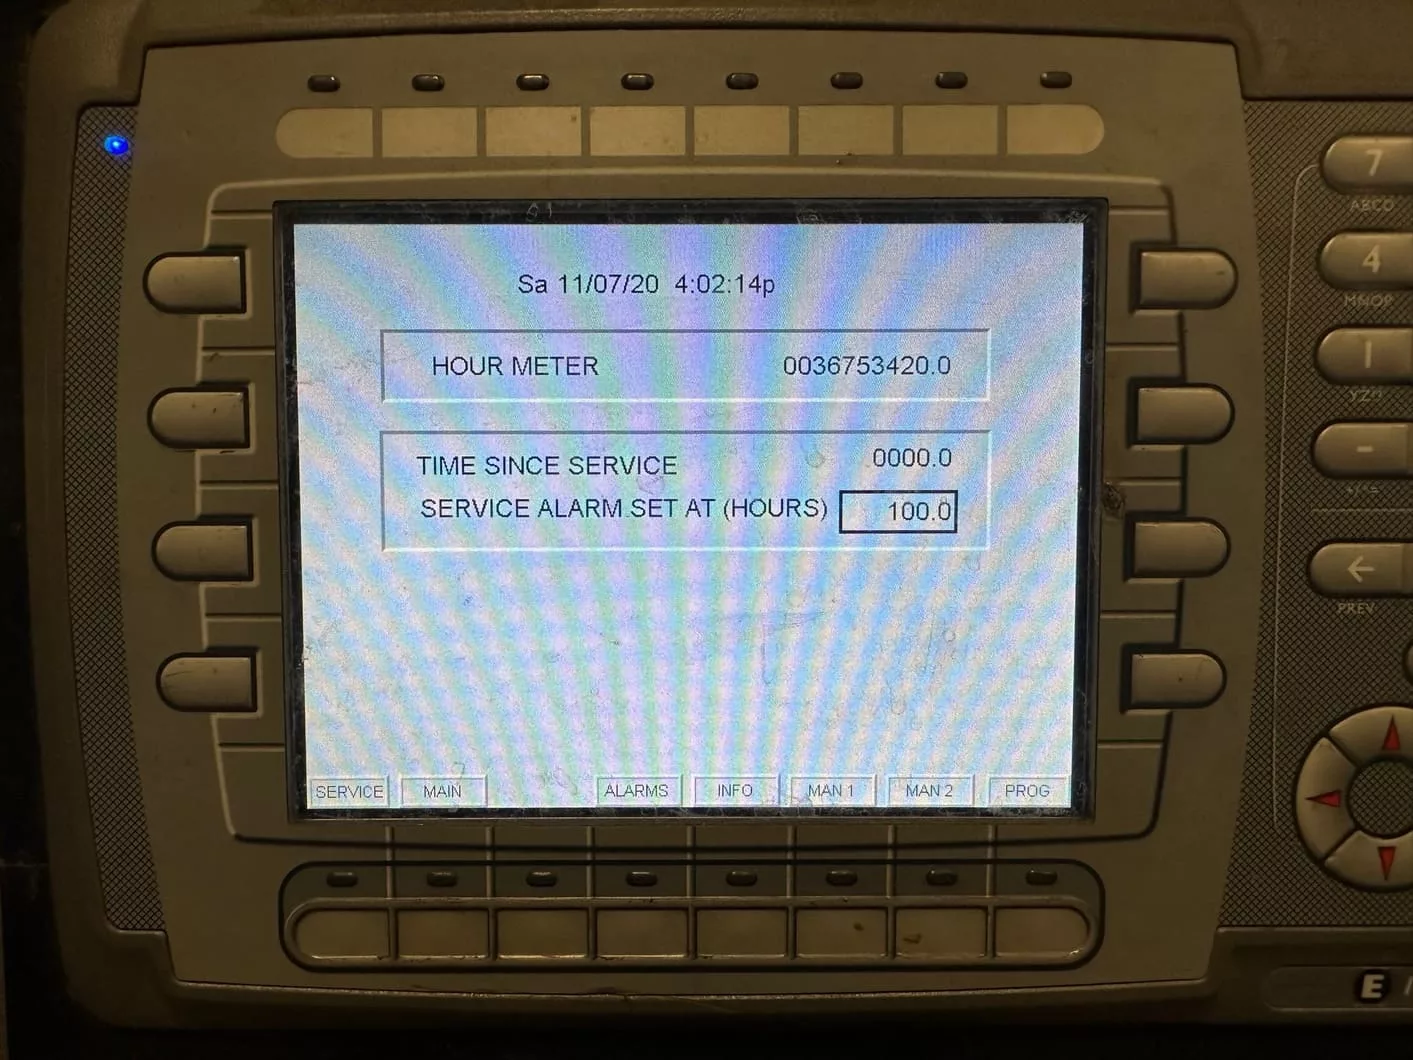 Sa 11/07/20 4:02:14p
HOUR METER 0036753420.0
TIME SINCE SERVICE 0000.0
SERVICE ALARM SET AT (HOURS) 100.0
SERVICE MAIN ALARMS INFO MAN 1 MAN 2 PROG
7
ABCD
4
MNOP
1
-
←
PREV
E